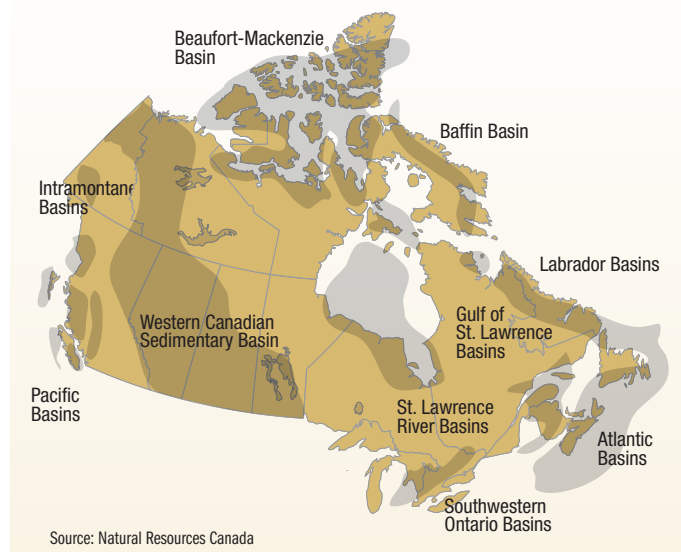 Beaufort-Mackenzie
Basin
Baffin Basin
Intramontane
Basins
Labrador Basins
Western Canadian
Sedimentary Basin
Gulf of
St. Lawrence
Basins
Pacific
Basins
St. Lawrence
River Basins
Atlantic
Basins
Southwestern
Ontario Basins
Source: Natural Resources Canada